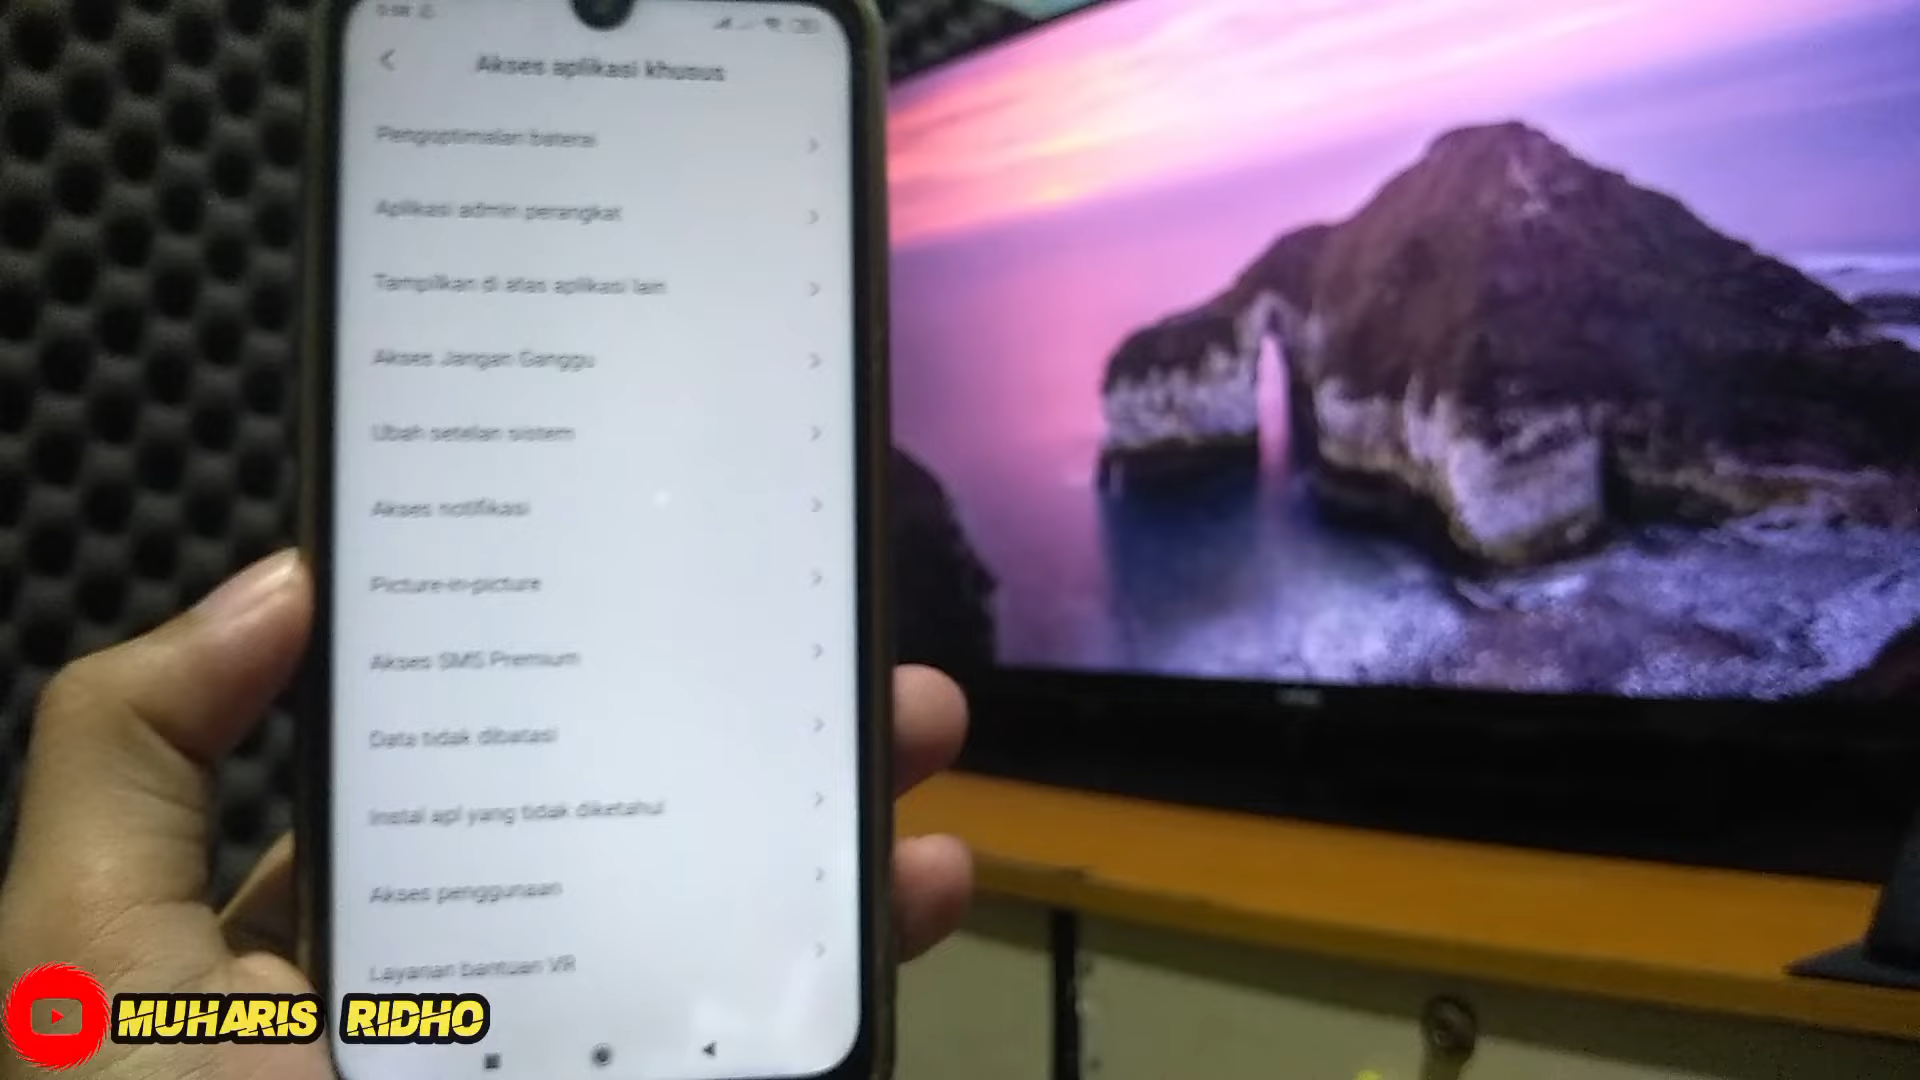 Akses aplikasi khusus
Pengoptimalan baterai
Aplikasi admin perangkat
Tampilkan di atas aplikasi lain
Akses Jangan Ganggu
Ubah setelan sistem
Akses notifikasi
Picture-in-picture
Akses SMS Premium
Data tidak dibatasi
Instal apl yang tidak diketahui
Akses penggunaan
Layanan bantuan VR
MUHARIS RIDHO